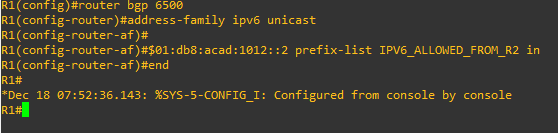 R1(config)#router bgp 6500
R1(config-router)#address-family ipv6 unicast
R1(config-router-af)#
R1(config-router-af)#$01:db8:acad:1012::2 prefix-list IPV6_ALLOWED_FROM_R2 in
R1(config-router-af)#end
R1#
*Dec 18 07:52:36.143: %SYS-5-CONFIG_I: Configured from console by console
R1#